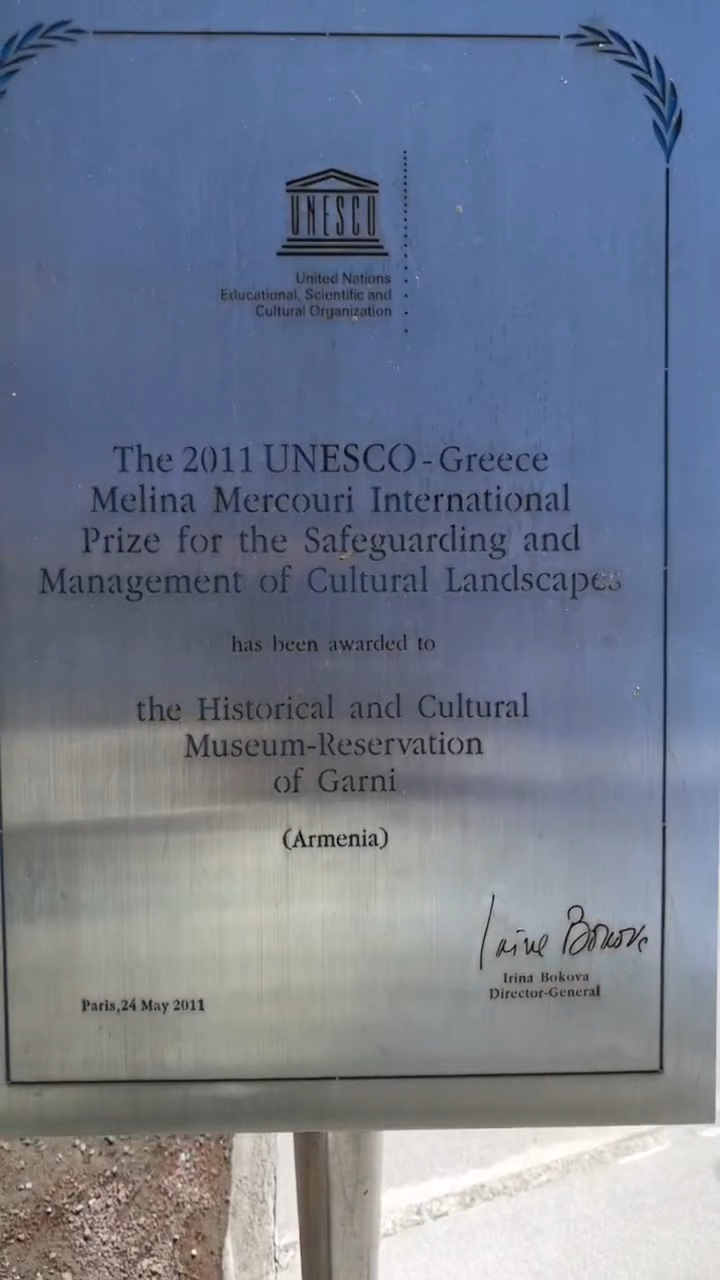 UNESCO
United Nations
Educational, Scientific and
Cultural Organization
The 2011 UNESCO-Greece
Melina Mercouri International
Prize for the Safeguarding and
Management of Cultural Landscapes
has been awarded to
the Historical and Cultural
Museum-Reservation
of Garni
(Armenia)
Irina Bokova
Irina Bokova
Director-General
Paris,24 May 2011